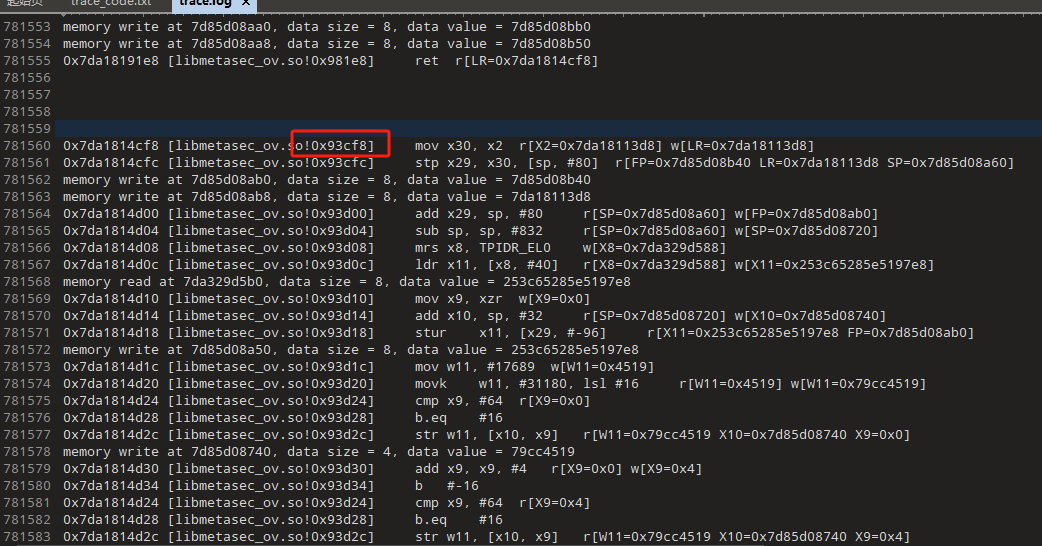 起始页 trace_code.txt trace.log x
781553 memory write at 7d85d08aa0, data size = 8, data value = 7d85d08bb0
781554 memory write at 7d85d08aa8, data size = 8, data value = 7d85d08b50
781555 0x7da18191e8 [libmetasec_ov.so!0x981e8] ret r[LR=0x7da1814cf8]
781556
781557
781558
781559
781560 0x7da1814cf8 [libmetasec_ov.so!0x93cf8] mov x30, x2 r[X2=0x7da18113d8] w[LR=0x7da18113d8]
781561 0x7da1814cfc [libmetasec_ov.so!0x93cfc] stp x29, x30, [sp, #80] r[FP=0x7d85d08b40 LR=0x7da18113d8 SP=0x7d85d08a60]
781562 memory write at 7d85d08ab0, data size = 8, data value = 7d85d08b40
781563 memory write at 7d85d08ab8, data size = 8, data value = 7da18113d8
781564 0x7da1814d00 [libmetasec_ov.so!0x93d00] add x29, sp, #80 r[SP=0x7d85d08a60] w[FP=0x7d85d08ab0]
781565 0x7da1814d04 [libmetasec_ov.so!0x93d04] sub sp, sp, #832 r[SP=0x7d85d08a60] w[SP=0x7d85d08720]
781566 0x7da1814d08 [libmetasec_ov.so!0x93d08] mrs x8, TPIDR_EL0 w[X8=0x7da329d588]
781567 0x7da1814d0c [libmetasec_ov.so!0x93d0c] ldr x11, [x8, #40] r[X8=0x7da329d588] w[X11=0x253c65285e5197e8]
781568 memory read at 7da329d5b0, data size = 8, data value = 253c65285e5197e8
781569 0x7da1814d10 [libmetasec_ov.so!0x93d10] mov x9, xzr w[X9=0x0]
781570 0x7da1814d14 [libmetasec_ov.so!0x93d14] add x10, sp, #32 r[SP=0x7d85d08720] w[X10=0x7d85d08740]
781571 0x7da1814d18 [libmetasec_ov.so!0x93d18] stur x11, [x29, #-96] r[X11=0x253c65285e5197e8 FP=0x7d85d08ab0]
781572 memory write at 7d85d08a50, data size = 8, data value = 253c65285e5197e8
781573 0x7da1814d1c [libmetasec_ov.so!0x93d1c] mov w11, #17689 w[W11=0x4519]
781574 0x7da1814d20 [libmetasec_ov.so!0x93d20] movk w11, #31180, lsl #16 r[W11=0x4519] w[W11=0x79cc4519]
781575 0x7da1814d24 [libmetasec_ov.so!0x93d24] cmp x9, #64 r[X9=0x0]
781576 0x7da1814d28 [libmetasec_ov.so!0x93d28] b.eq #16
781577 0x7da1814d2c [libmetasec_ov.so!0x93d2c] str w11, [x10, x9] r[W11=0x79cc4519 X10=0x7d85d08740 X9=0x0]
781578 memory write at 7d85d08740, data size = 4, data value = 79cc4519
781579 0x7da1814d30 [libmetasec_ov.so!0x93d30] add x9, x9, #4 r[X9=0x0] w[X9=0x4]
781580 0x7da1814d34 [libmetasec_ov.so!0x93d34] b #-16
781581 0x7da1814d24 [libmetasec_ov.so!0x93d24] cmp x9, #64 r[X9=0x4]
781582 0x7da1814d28 [libmetasec_ov.so!0x93d28] b.eq #16
781583 0x7da1814d2c [libmetasec_ov.so!0x93d2c] str w11, [x10, x9] r[W11=0x79cc4519 X10=0x7d85d08740 X9=0x4]